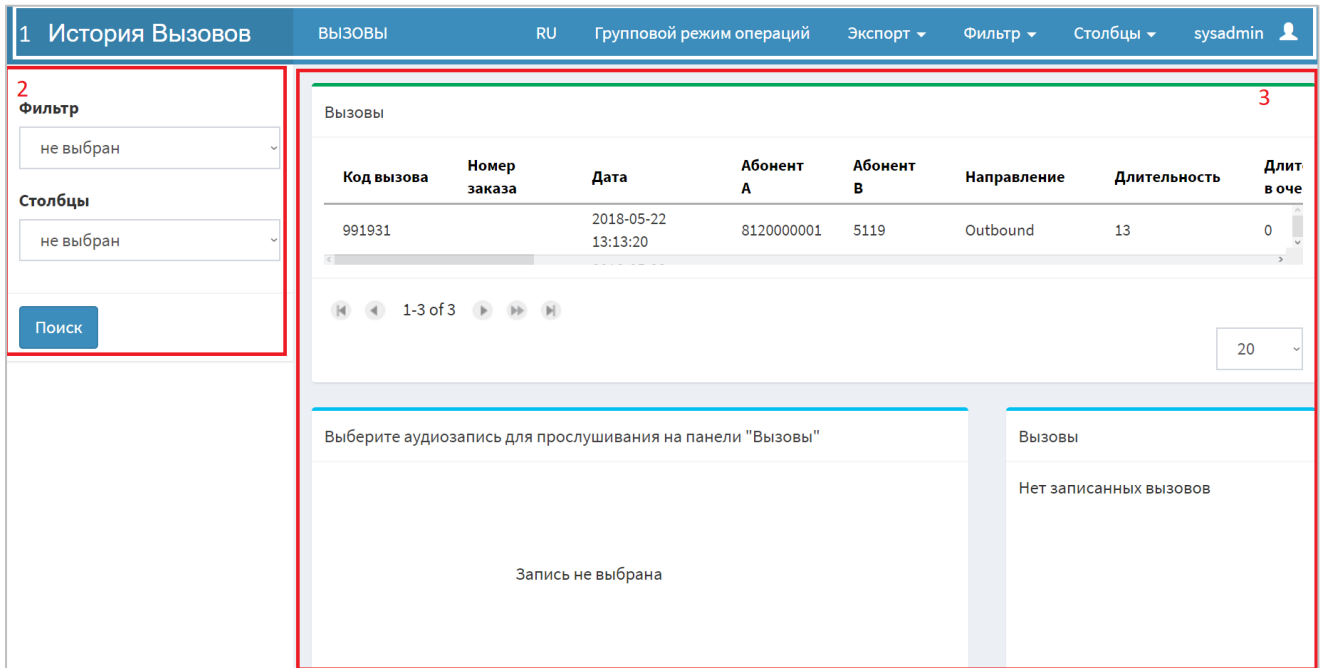 1 История Вызовов ВЫЗОВЫ RU Групповой режим операций Экспорт Фильтр Столбцы sysadmin
2
Фильтр
не выбран
Столбцы
не выбран
Поиск
3
Вызовы
Код вызова Номер заказа Дата Абонент А Абонент В Направление Длительность Длит в оче
991931 2018-05-22 13:13:20 8120000001 5119 Outbound 13 0
1-3 of 3
20
Выберите аудиозапись для прослушивания на панели "Вызовы"
Запись не выбрана
Вызовы
Нет записанных вызовов